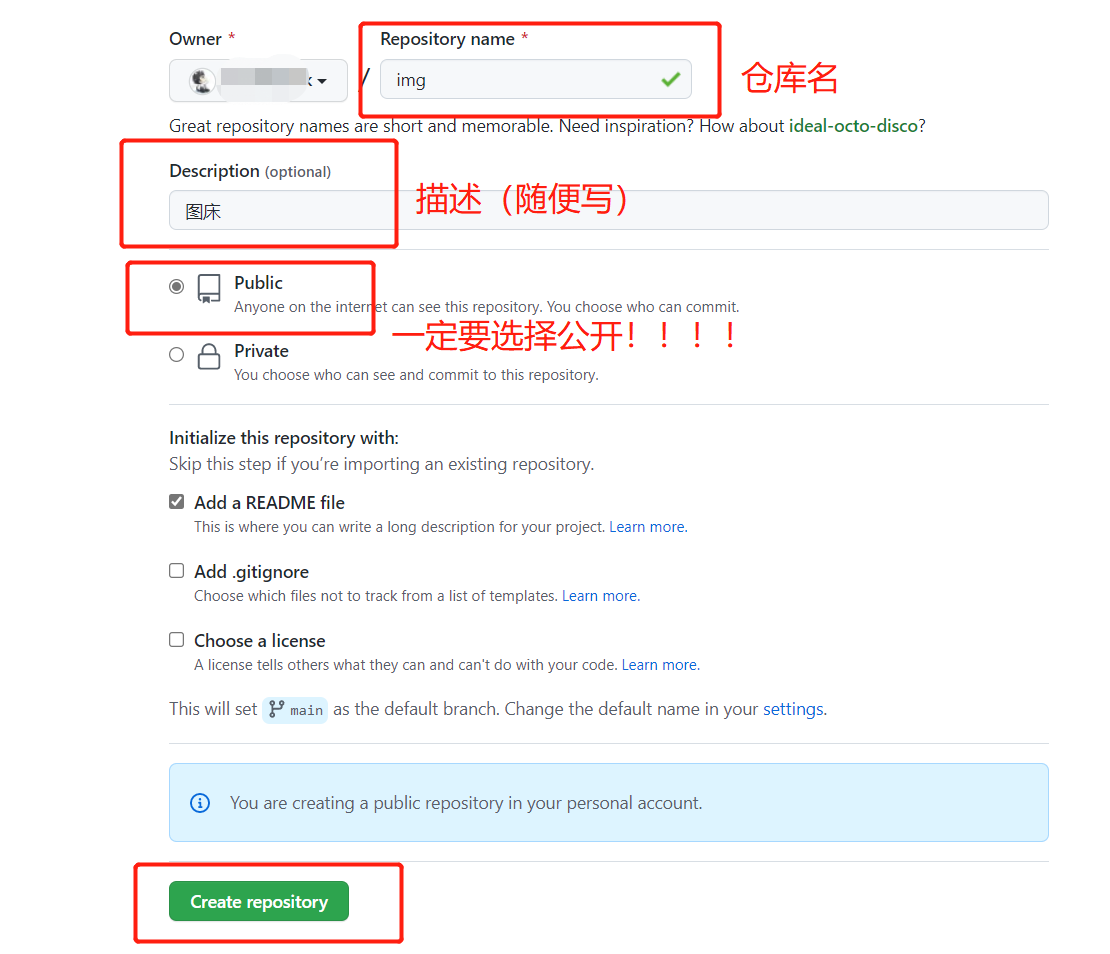 Owner *
Repository name *
/
img
仓库名
Great repository names are short and memorable. Need inspiration? How about ideal-octo-disco?
Description (optional)
描述（随便写）
图床
Public
Anyone on the internet can see this repository. You choose who can commit.
一定要选择公开！！！！
Private
You choose who can see and commit to this repository.
Initialize this repository with:
Skip this step if you’re importing an existing repository.
Add a README file
This is where you can write a long description for your project. Learn more.
Add .gitignore
Choose which files not to track from a list of templates. Learn more.
Choose a license
A license tells others what they can and can't do with your code. Learn more.
This will set main as the default branch. Change the default name in your settings.
You are creating a public repository in your personal account.
Create repository